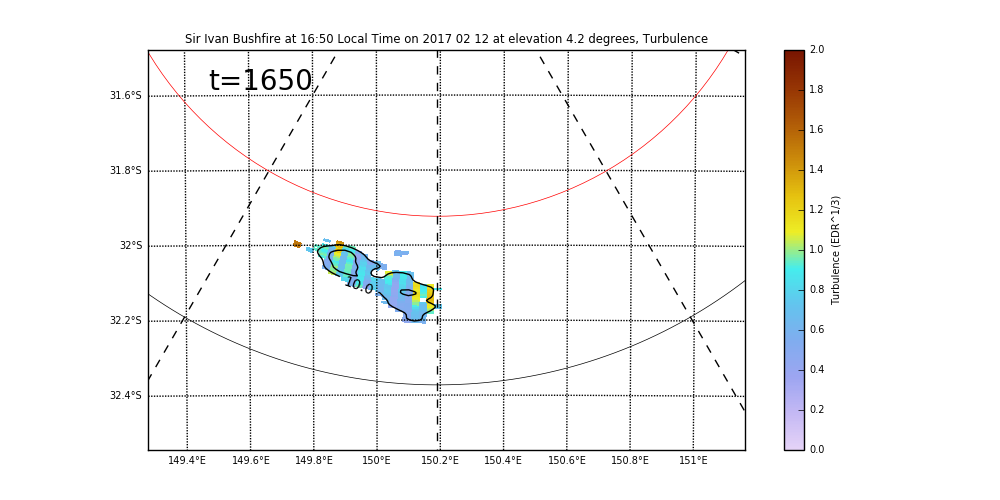 Sir Ivan Bushfire at 16:50 Local Time on 2017 02 12 at elevation 4.2 degrees, Turbulence
t=1650
31.6°S
31.8°S
32°S
32.2°S
32.4°S
10.0
149.4°E 149.6°E 149.8°E 150°E 150.2°E 150.4°E 150.6°E 150.8°E 151°E
2.0
1.8
1.6
1.4
1.2
1.0
0.8
0.6
0.4
0.2
0.0
Turbulence (EDR^1/3)